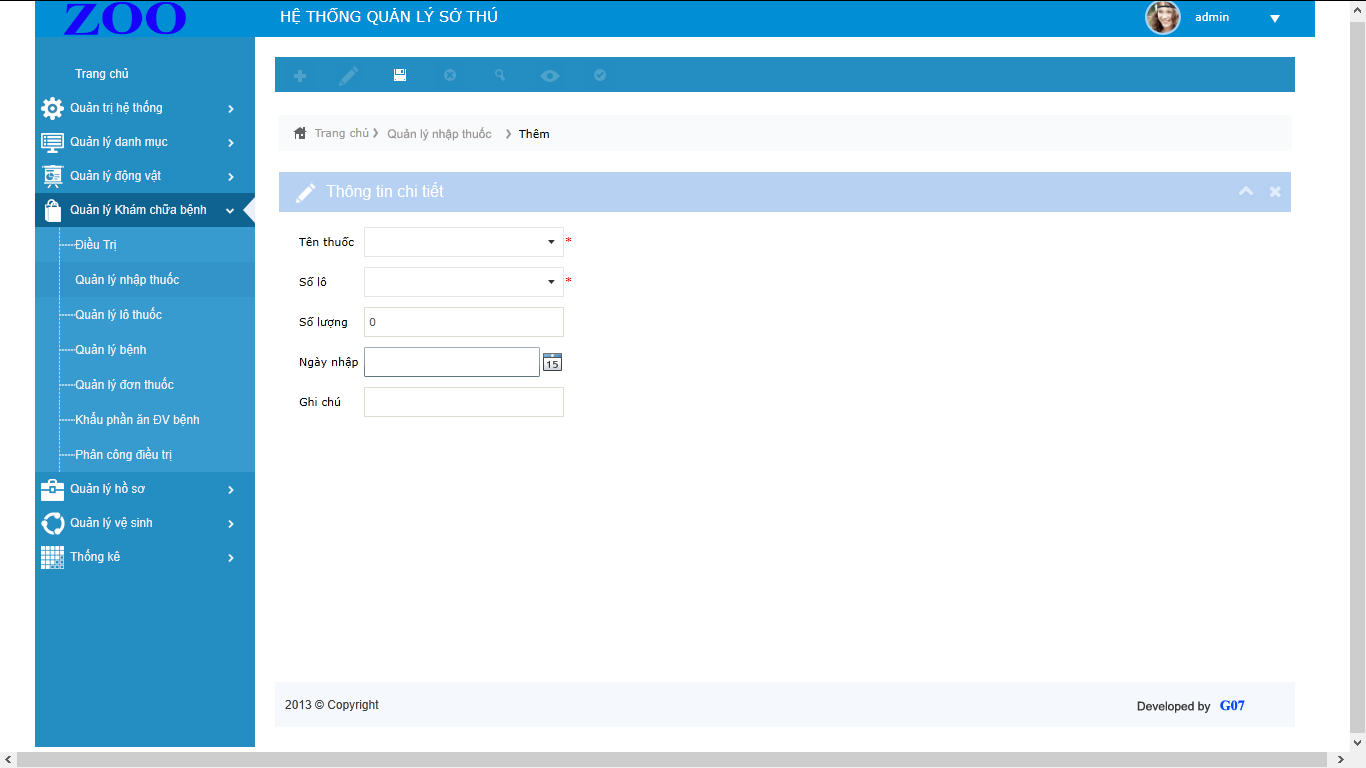 ZOO
HỆ THỐNG QUẢN LÝ SỞ THÚ
admin
Trang chủ
Quản trị hệ thống
Quản lý danh mục
Quản lý động vật
Quản lý Khám chữa bệnh
Điều Trị
Quản lý nhập thuốc
Quản lý lô thuốc
Quản lý bệnh
Quản lý đơn thuốc
Khẩu phần ăn ĐV bệnh
Phân công điều trị
Quản lý hồ sơ
Quản lý vệ sinh
Thống kê
Trang chủ Quản lý nhập thuốc Thêm
Thông tin chi tiết
Tên thuốc *
Số lô *
Số lượng 0
Ngày nhập 15
Ghi chú
2013 © Copyright
Developed by G07